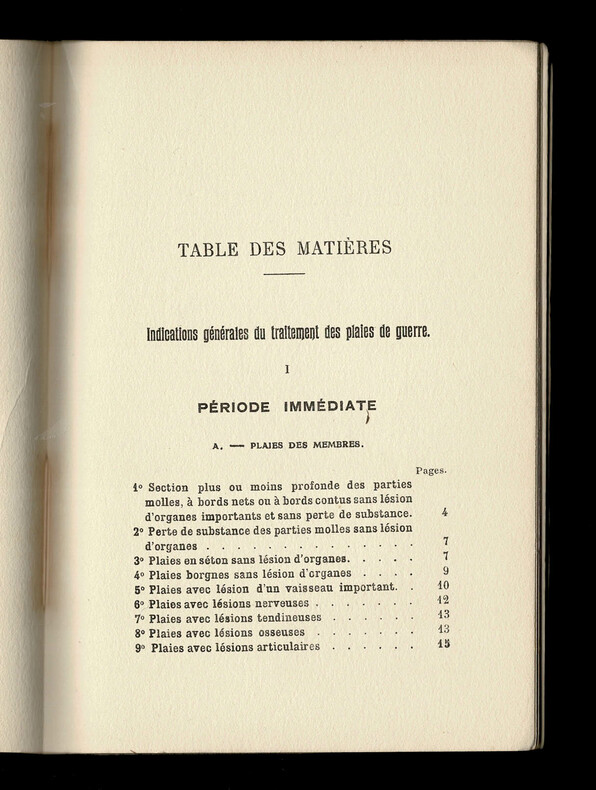 TABLE DES MATIÈRES
Indications générales du traitement des plaies de guerre.
I
PÉRIODE IMMÉDIATE
A. — PLAIES DES MEMBRES.
Pages.
1° Section plus ou moins profonde des parties
molles, à bords nets ou à bords contus sans lésion
d'organes importants et sans perte de substance. 4
2° Perte de substance des parties molles sans lésion
d'organes . . . . . . . . . . . . . . 7
3° Plaies en séton sans lésion d'organes. . . . . 7
4° Plaies borgnes sans lésion d'organes . . . . 9
5° Plaies avec lésion d'un vaisseau important. . 10
6° Plaies avec lésions nerveuses . . . . . . . 12
7° Plaies avec lésions tendineuses . . . . . . 13
8° Plaies avec lésions osseuses . . . . . . . 13
9° Plaies avec lésions articulaires . . . . . . 15